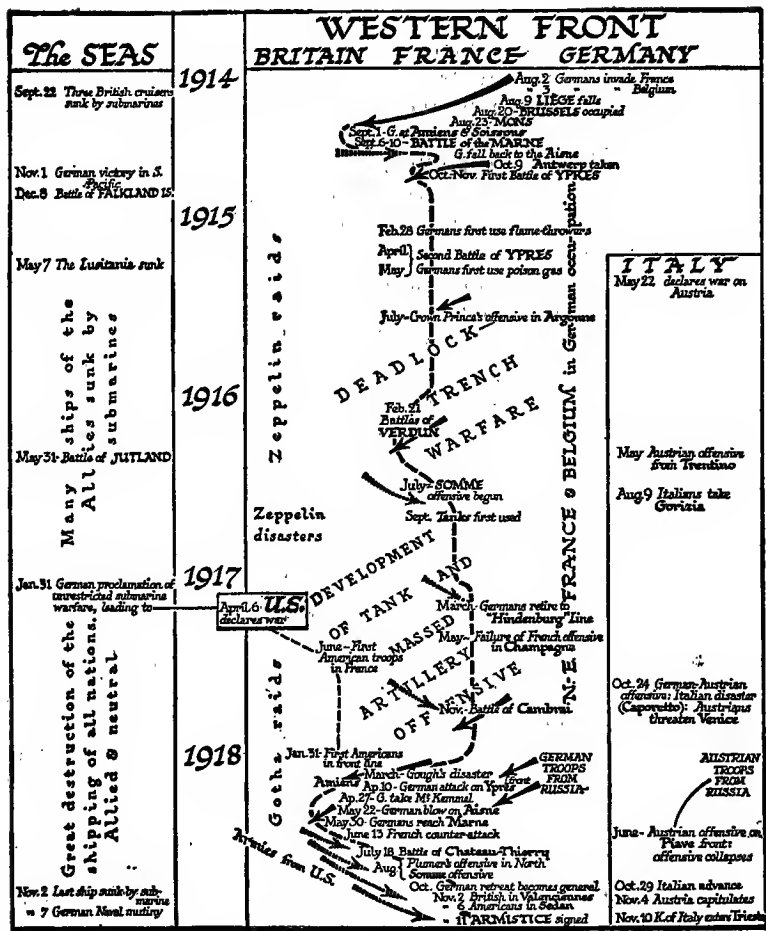 The SEAS
Sept. 22 Three British cruisers
sunk by submarines
Nov. 1 German victory in S.
Pacific
Dec. 8 Battle of FALKLAND IS.
May 7 The Lusitania sunk
Many ships of the
Allies sunk by
submarines
May 31- Battle of JUTLAND
Jan. 31 German proclamation of
unrestricted submarine
warfare, leading to
Great destruction of the
shipping of all nations,
Allied & neutral
Nov. 2 Last ship sunk by sub-
marine
" 7 German Naval mutiny
1914
1915
1916
1917
1918
WESTERN FRONT
BRITAIN FRANCE GERMANY
Aug. 2 Germans invade France
" 3 " " Belgium
Aug. 9 LIEGE falls
Aug. 20-BRUSSELS occupied
Aug. 23-MONS
Sept. 1-G. at Amiens & Soissons
Sept. 6-10-BATTLE of the MARNE
G. fall back to the Aisne
Oct. 9 Antwerp taken
Oct.-Nov. First Battle of YPRES
Feb. 28 Germans first use flame-throwers
April
May
Second Battle of YPRES
Germans first use poison gas
July-Crown Prince's offensive in Argonne
Zeppelin raids
DEADLOCK
TRENCH
WARFARE
Feb. 21
Battles of
VERDUN
July-SOMME
offensive begun
Sept. Tanks first used
Zeppelin
disasters
N.-E. FRANCE & BELGIUM in German occupation
April 6 U.S.
declares war
DEVELOPMENT
OF TANK AND
MASSED
ARTILLERY
OFFENSIVE
March-Germans retire to
"Hindenburg" Line
May-Failure of French offensive
in Champagne
June-First
American troops
in France
Nov.-Battle of Cambrai
Gotha raids
Jan. 31-First Americans
in front line
March-Gough's disaster
Amiens
Ap. 10-German attack on Ypres front
Ap. 27-G. take Mt Kemmel
May 22-German blow on Aisne
May 30-Germans reach Marne
June 13 French counter-attack
GERMAN
TROOPS
FROM
RUSSIA
Armies from U.S.
July 18 Battle of Chateau-Thierry
Aug.
Plumer's offensive in North
Somme offensive
Oct. German retreat becomes general
Nov. 2 British in Valenciennes
" 6 Americans in Sedan
" 11 ARMISTICE signed
ITALY
May 22 declares war on
Austria
May Austrian offensive
from Trentino
Aug. 9 Italians take
Gorizia
Oct. 24 German-Austrian
offensive: Italian disaster
(Caporetto): Austrians
threaten Venice
AUSTRIAN
TROOPS
FROM
RUSSIA
June-Austrian offensive on
Piave front:
offensive collapses
Oct. 29 Italian advance
Nov. 4 Austria capitulates
Nov. 10 K. of Italy enters Trieste